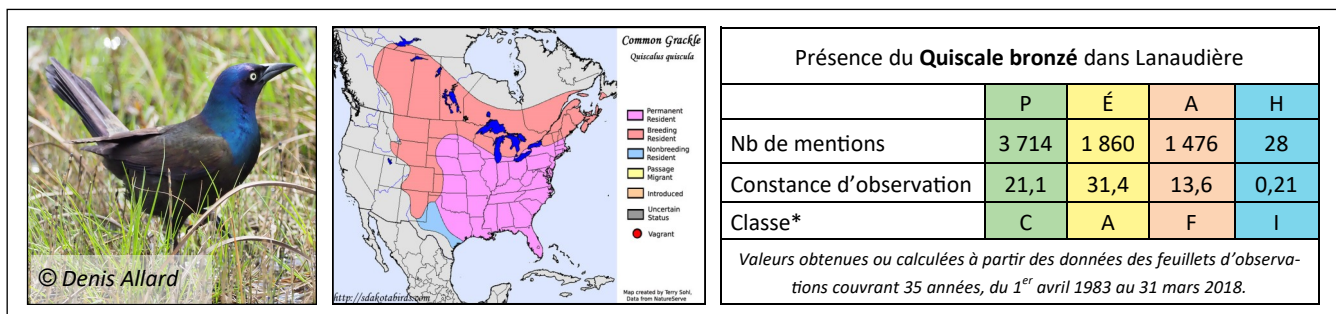 © Denis Allard
Common Grackle
Quiscalus quiscula
Permanent
Resident
Breeding
Resident
Nonbreeding
Resident
Passage
Migrant
Introduced
Uncertain
Status
Vagrant
http://sdakotabirds.com
Map created by Terry Sohl,
Data from NatureServe
Présence du Quiscale bronzé dans Lanaudière
P É A H
Nb de mentions 3 714 1 860 1 476 28
Constance d’observation 21,1 31,4 13,6 0,21
Classe* C A F I
Valeurs obtenues ou calculées à partir des données des feuillets d’observa-
tions couvrant 35 années, du 1er avril 1983 au 31 mars 2018.